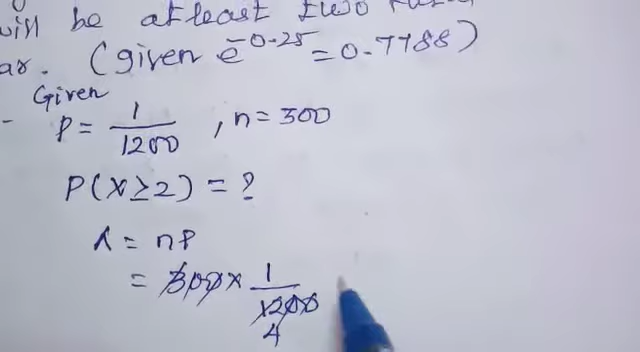 will be atleast two
ar. (given e^-0.25 = 0.7788)
Given
- P = 1/1200 , n = 300
P(X ≥ 2) = ?
λ = np
= 300 × 1/1200
4